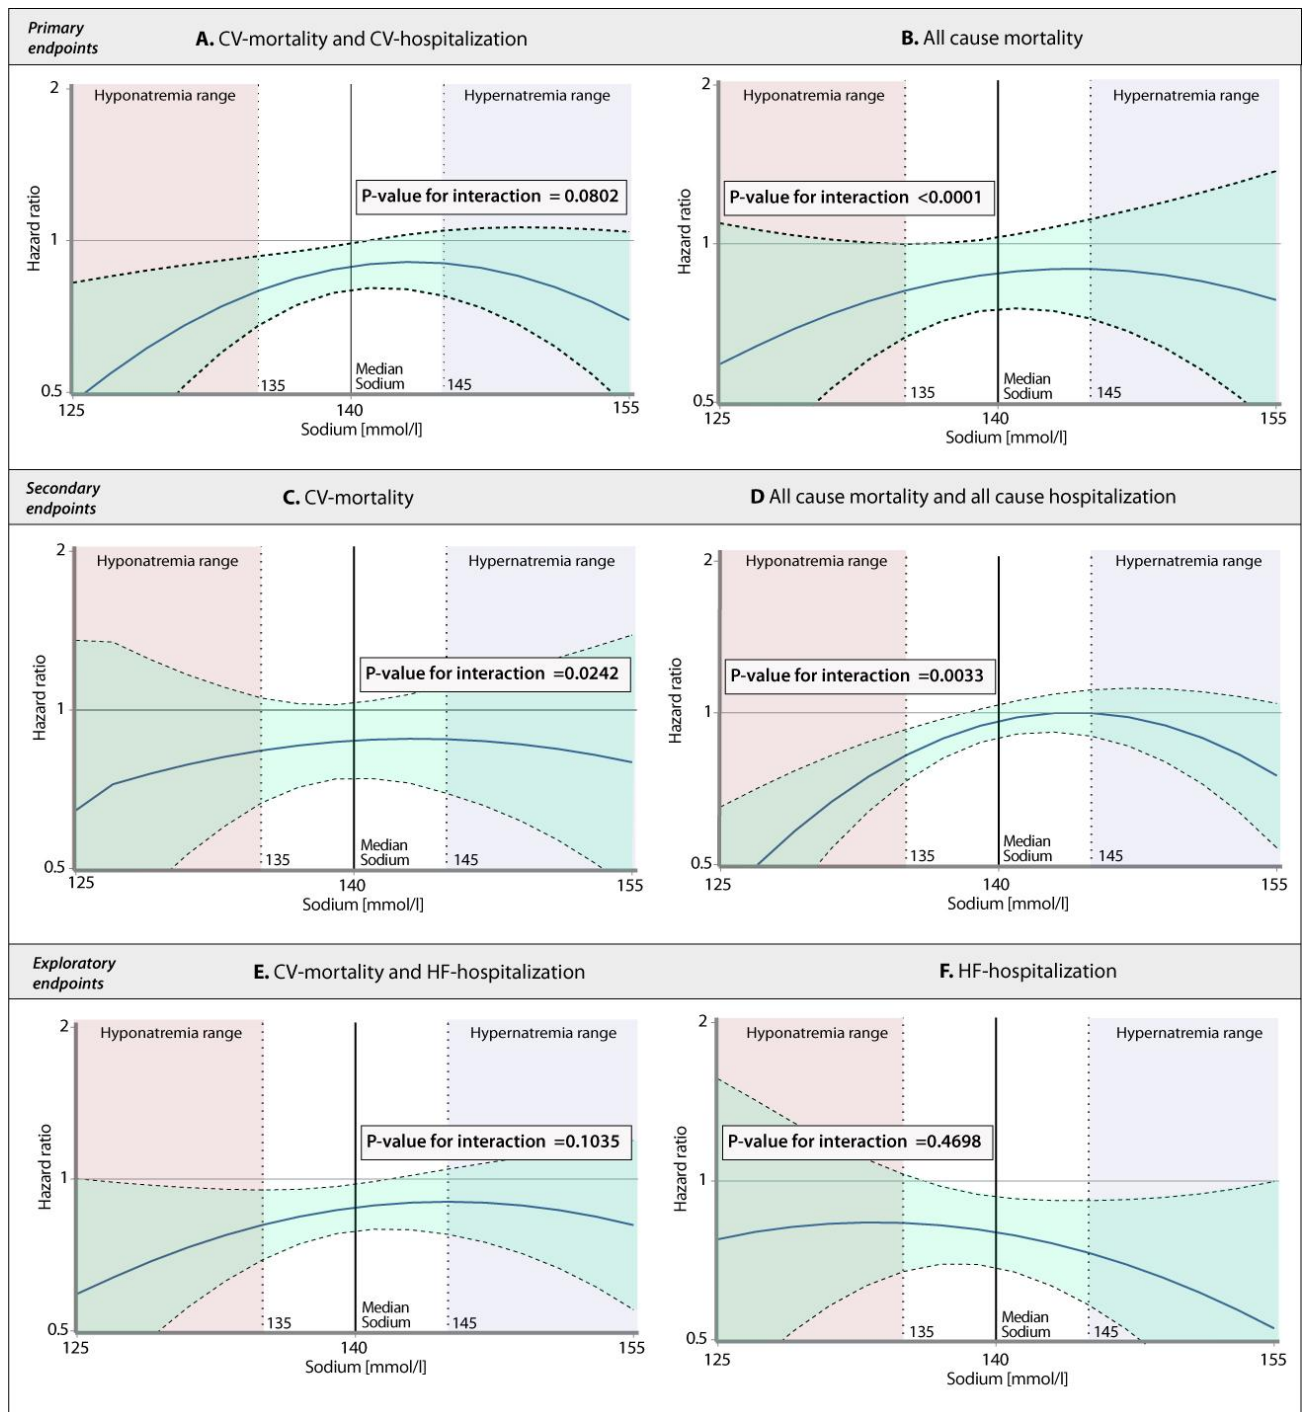 Primary
endpoints
A. CV-mortality and CV-hospitalization
B. All cause mortality
2
Hyponatremia range
Hypernatremia range
P-value for interaction = 0.0802
Hazard ratio
1
Median
Sodium
135
145
0.5
125
140
155
Sodium [mmol/l]
2
Hyponatremia range
Hypernatremia range
P-value for interaction <0.0001
Hazard ratio
1
Median
Sodium
135
145
0.5
125
140
155
Sodium [mmol/l]
Secondary
endpoints
C. CV-mortality
D All cause mortality and all cause hospitalization
2
Hyponatremia range
Hypernatremia range
P-value for interaction =0.0242
Hazard ratio
1
Median
Sodium
135
145
0.5
125
140
155
Sodium [mmol/l]
2
Hyponatremia range
Hypernatremia range
P-value for interaction =0.0033
Hazard ratio
1
Median
Sodium
135
145
0.5
125
140
155
Sodium [mmol/l]
Exploratory
endpoints
E. CV-mortality and HF-hospitalization
F. HF-hospitalization
2
Hyponatremia range
Hypernatremia range
P-value for interaction =0.1035
Hazard ratio
1
Median
Sodium
135
145
0.5
125
140
155
Sodium [mmol/l]
2
Hyponatremia range
Hypernatremia range
P-value for interaction =0.4698
Hazard ratio
1
Median
Sodium
135
145
0.5
125
140
155
Sodium [mmol/l]